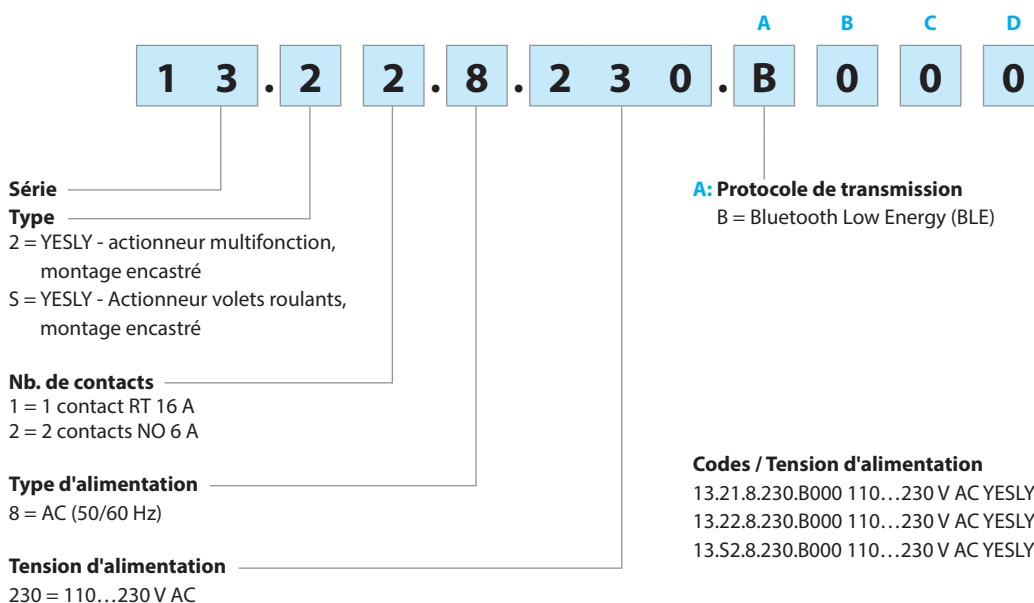 A B C D
1 3 . 2 2 . 8 . 2 3 0 . B 0 0 0
Série
Type
2 = YESLY - actionneur multifonction,
montage encastré
S = YESLY - Actionneur volets roulants,
montage encastré
Nb. de contacts
1 = 1 contact RT 16 A
2 = 2 contacts NO 6 A
Type d'alimentation
8 = AC (50/60 Hz)
Tension d'alimentation
230 = 110…230 V AC
A: Protocole de transmission
B = Bluetooth Low Energy (BLE)
Codes / Tension d'alimentation
13.21.8.230.B000 110…230 V AC YESLY
13.22.8.230.B000 110…230 V AC YESLY
13.S2.8.230.B000 110…230 V AC YESLY